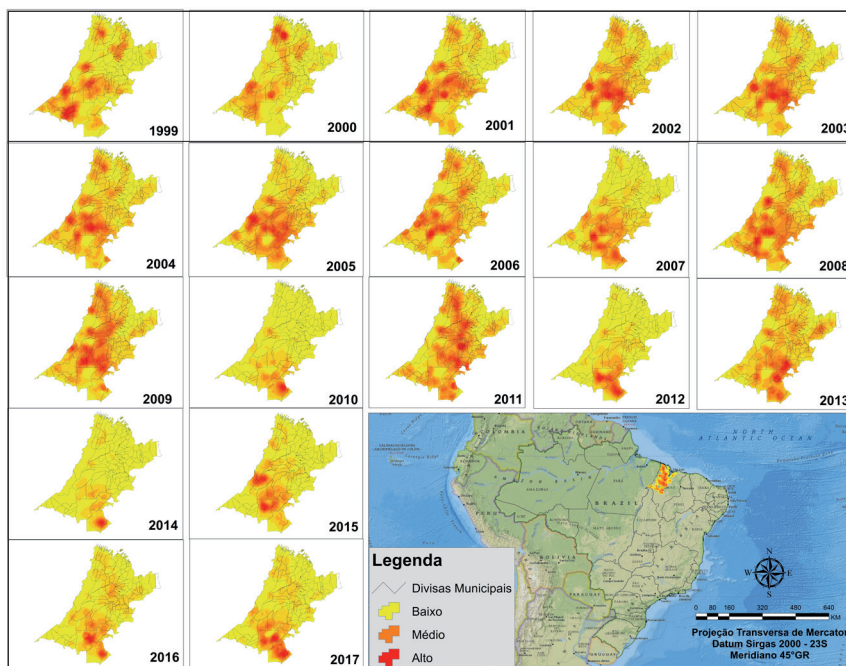 1999
2000
2001
2002
2003
2004
2005
2006
2007
2008
2009
2010
2011
2012
2013
2014
2015
2016
2017
NORTH
ATLANTIC OCEAN
COLOMBIA
BRAZIL
PERU
BOLIVIA
PARAGUAY
Legenda
Divisas Municipais
Baixo
Médio
Alto
N
W E
S
0 80 160 320 480 640
KM
Projeção Transversa de Mercator
Datum Sirgas 2000 - 23S
Meridiano 45°GR